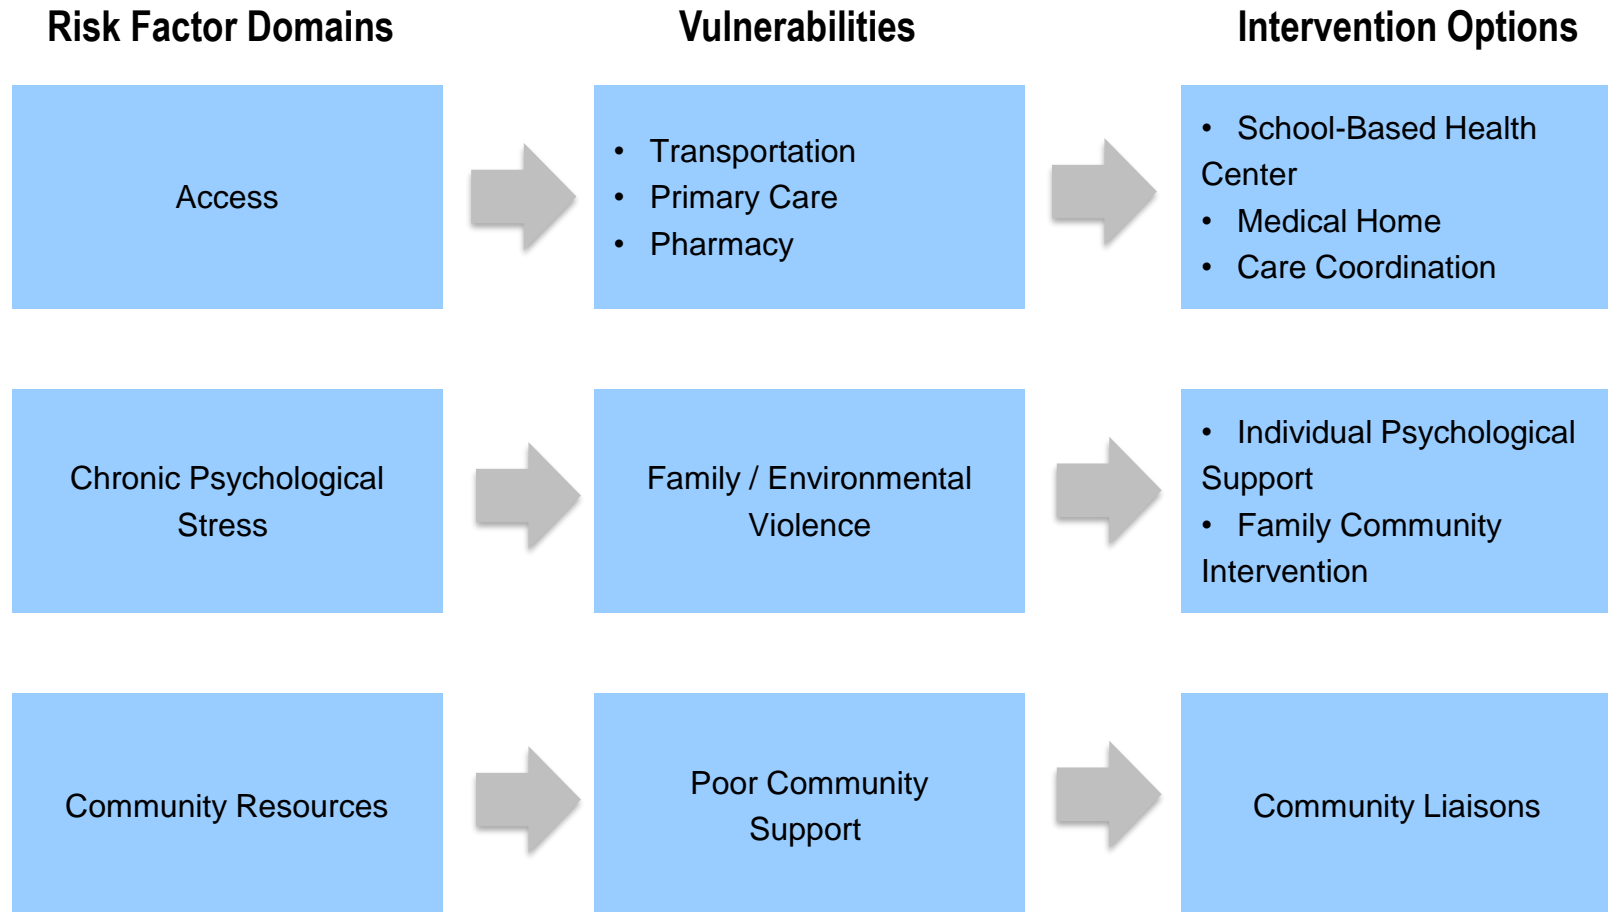 Risk Factor Domains
Vulnerabilities
Intervention Options
Access
• Transportation
• Primary Care
• Pharmacy
• School-Based Health
Center
• Medical Home
• Care Coordination
Chronic Psychological
Stress
Family / Environmental
Violence
• Individual Psychological
Support
• Family Community
Intervention
Community Resources
Poor Community
Support
Community Liaisons